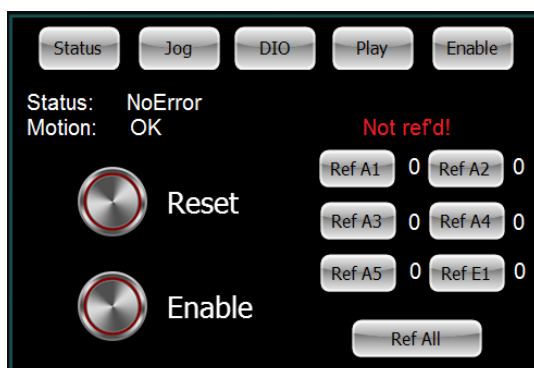 Status Jog DIO Play Enable
Status: NoError
Motion: OK
Not ref'd!
Ref A1 0 Ref A2 0
Reset
Ref A3 0 Ref A4 0
Ref A5 0 Ref E1 0
Enable
Ref All